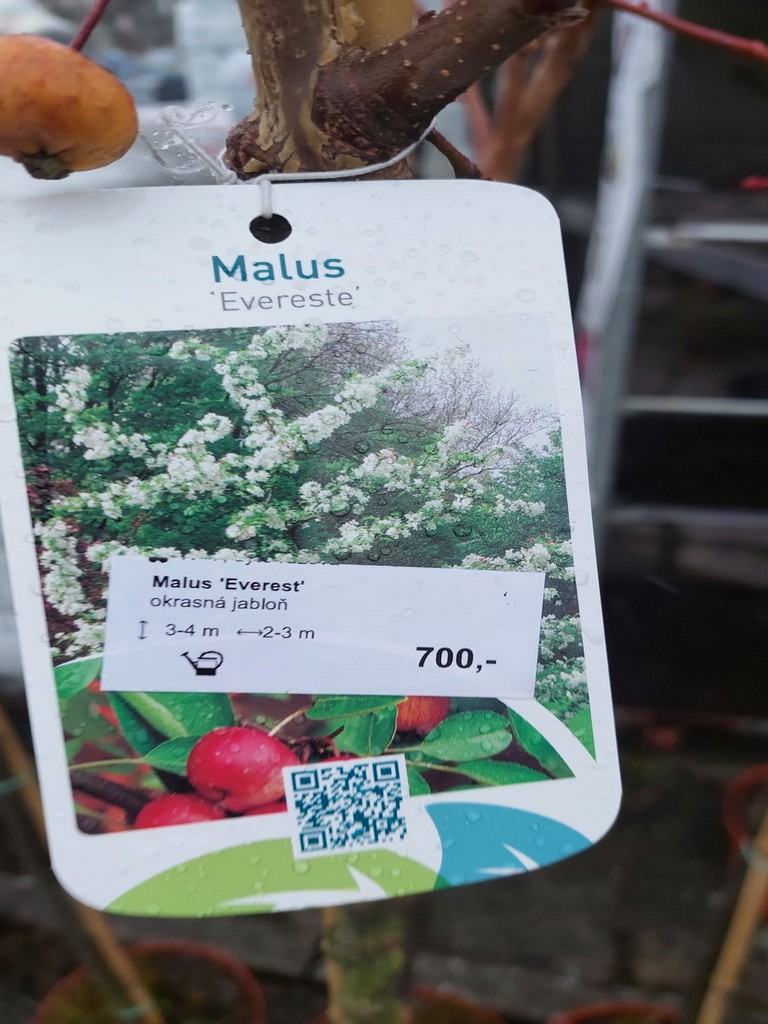 Malus
'Evereste'
Malus 'Everest'
okrasná jabloň
3-4 m ↔2-3 m
700,-